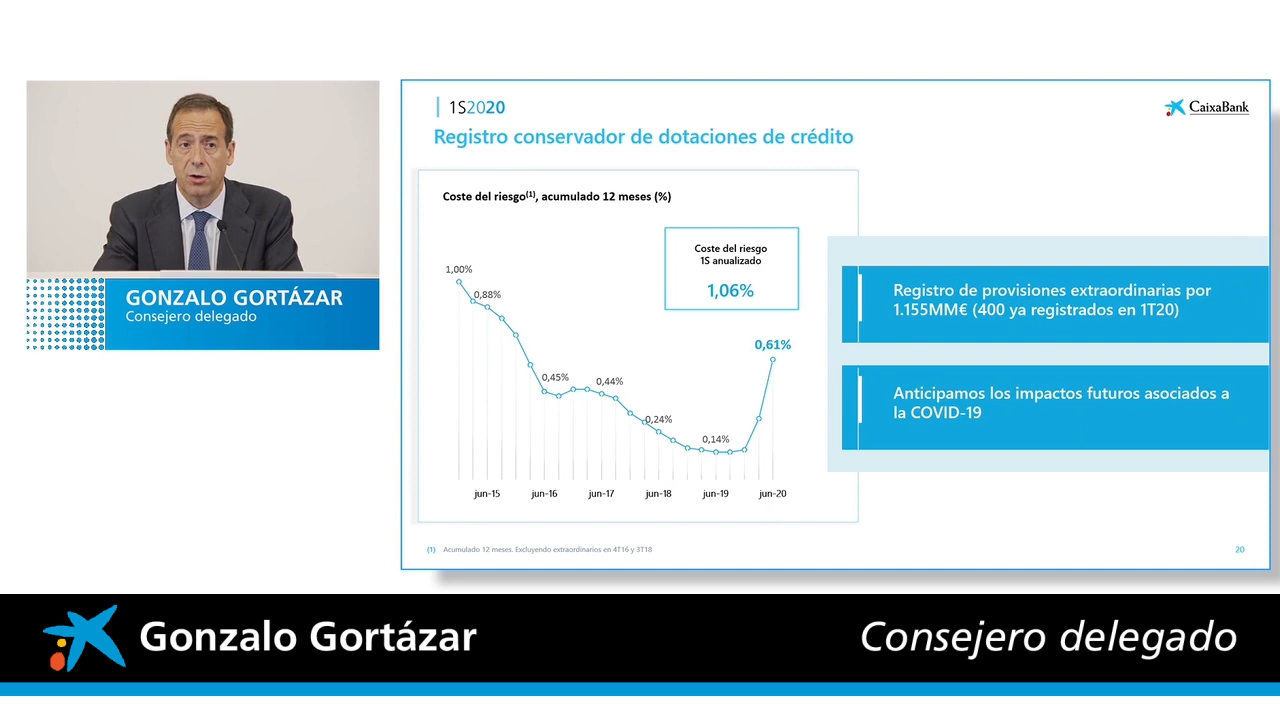 GONZALO GORTÁZAR
Consejero delegado
1S2020
CaixaBank
Registro conservador de dotaciones de crédito
Coste del riesgo(1), acumulado 12 meses (%)
Coste del riesgo
1S anualizado
1,06%
1,00%
0,88%
0,45%
0,44%
0,24%
0,14%
0,61%
jun-15 jun-16 jun-17 jun-18 jun-19 jun-20
Registro de provisiones extraordinarias por
1.155MM€ (400 ya registrados en 1T20)
Anticipamos los impactos futuros asociados a
la COVID-19
(1) Acumulado 12 meses. Excluyendo extraordinarios en 4T16 y 3T18
20
Gonzalo Gortázar
Consejero delegado